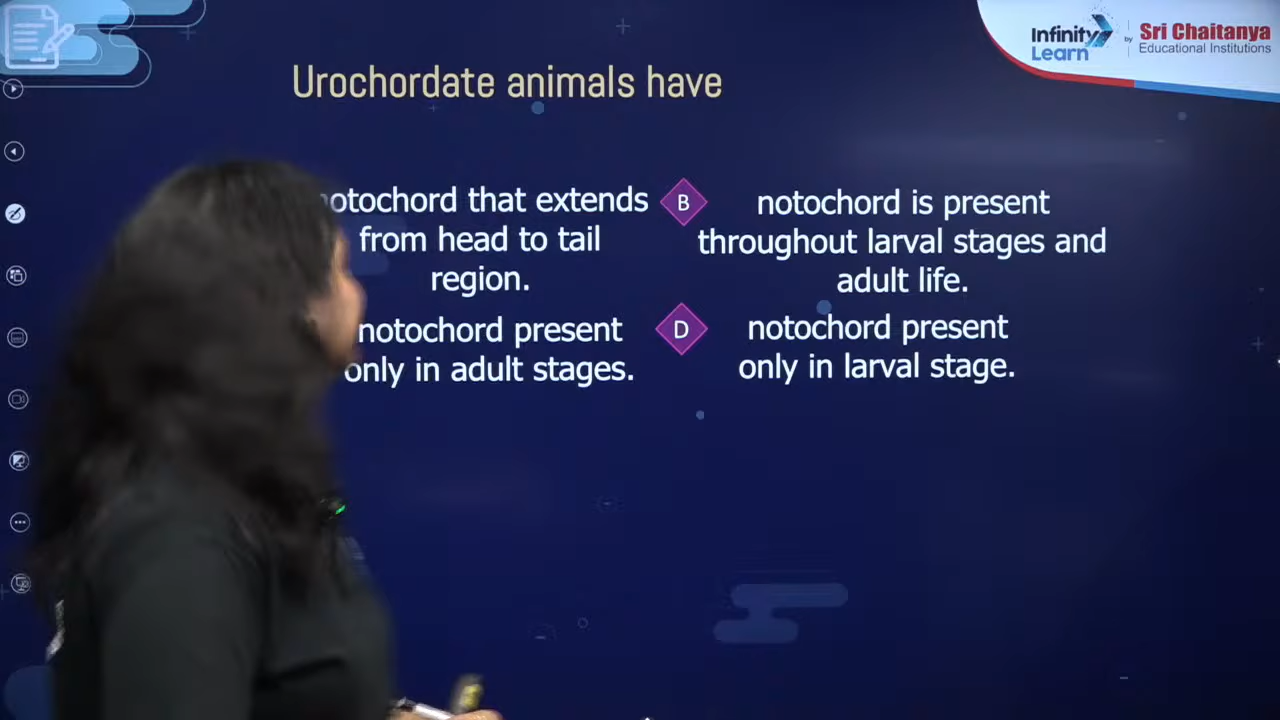 Infinity Learn by Sri Chaitanya Educational Institutions
Urochordate animals have
notochord that extends
from head to tail
region.
B notochord is present
throughout larval stages and
adult life.
notochord present
only in adult stages.
D notochord present
only in larval stage.